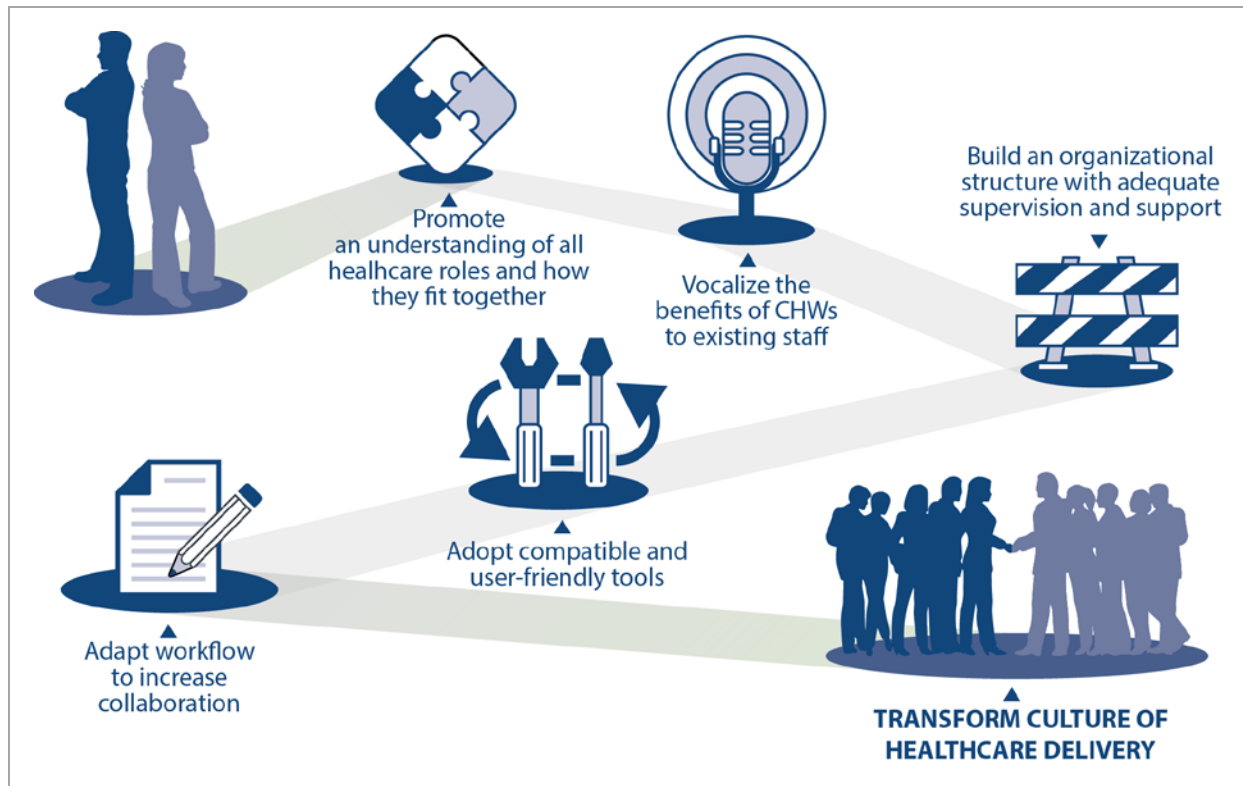 Promote
an understanding of all
healhcare roles and how
they fit together
Vocalize the
benefits of CHWs
to existing staff
Build an organizational
structure with adequate
supervision and support
Adopt compatible and
user-friendly tools
Adapt workflow
to increase
collaboration
TRANSFORM CULTURE OF
HEALTHCARE DELIVERY